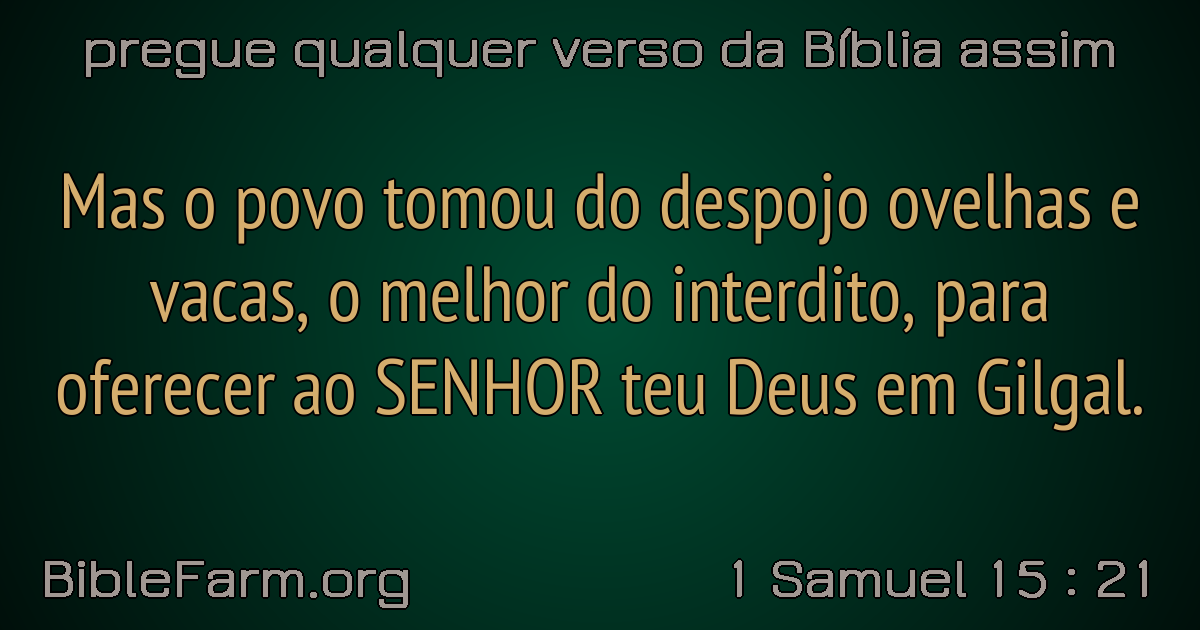 pregue qualquer verso da Bíblia assim
Mas o povo tomou do despojo ovelhas e
vacas, o melhor do interdito, para
oferecer ao SENHOR teu Deus em Gilgal.
BibleFarm.org
1 Samuel 15 : 21